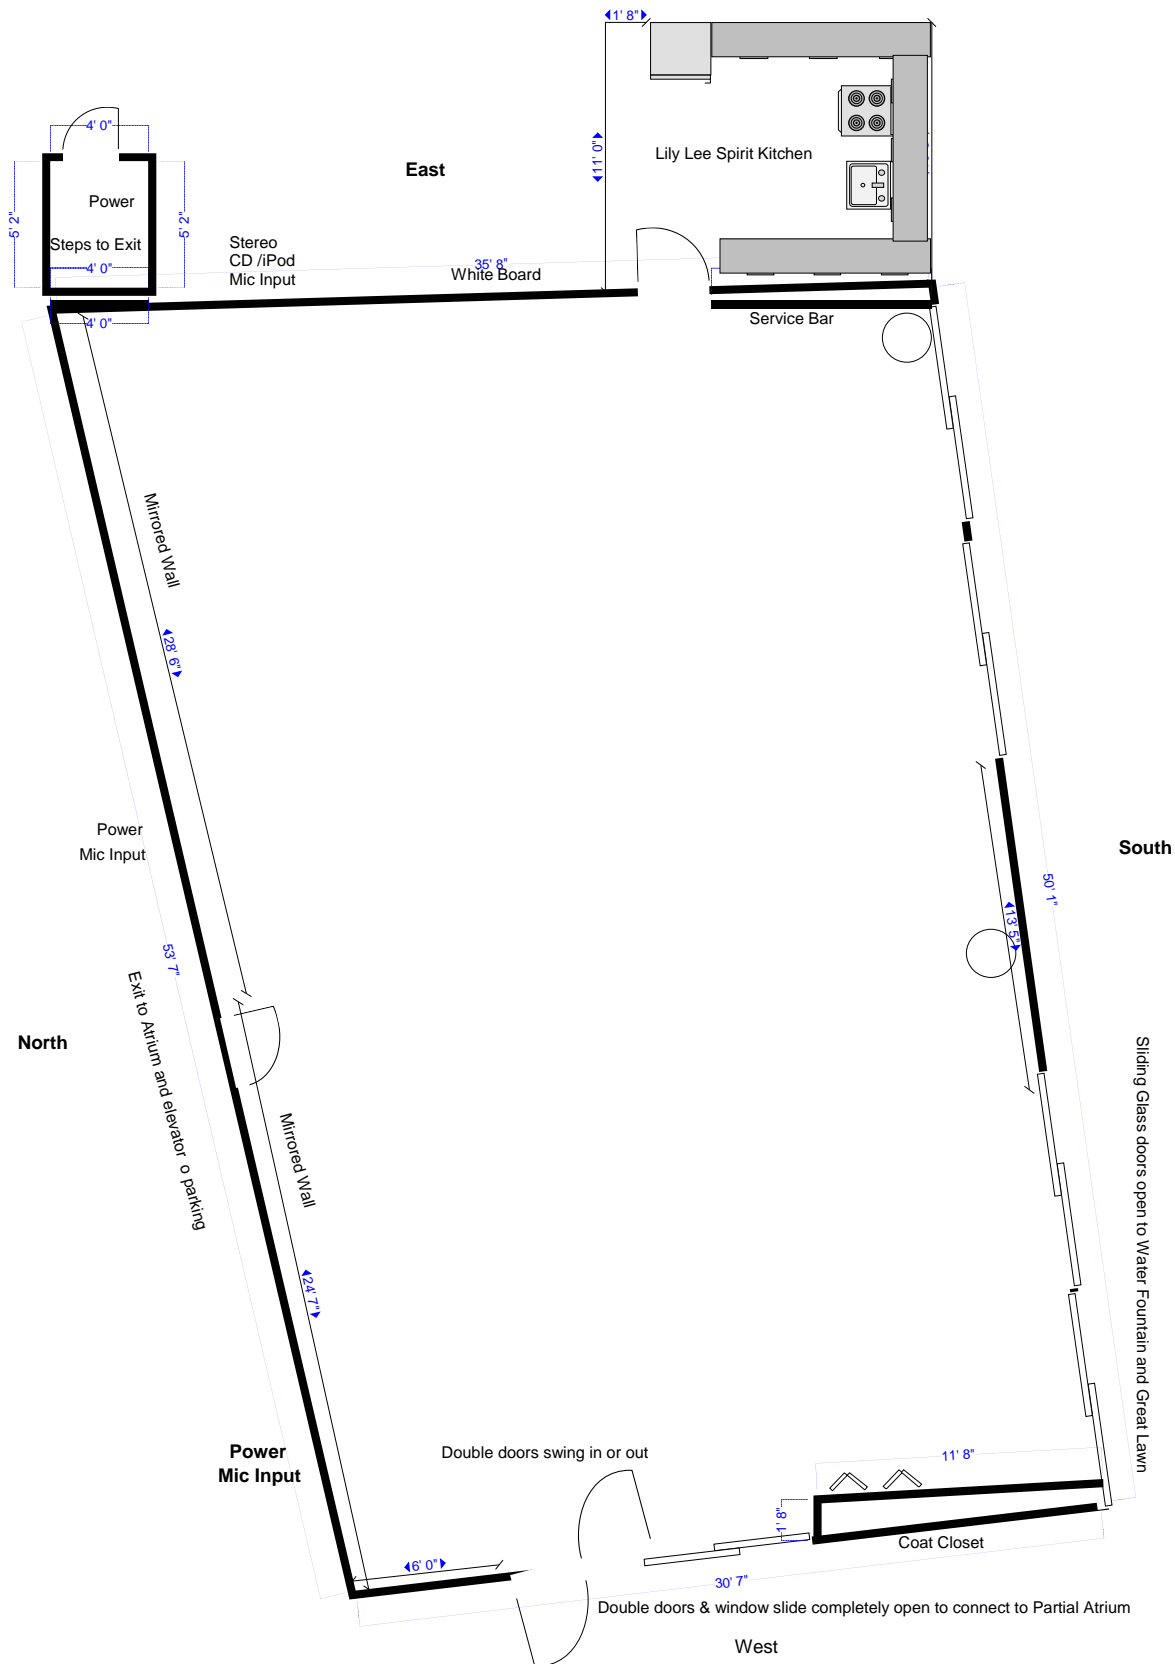 1' 8"
4' 0"
11' 0"
Lily Lee Spirit Kitchen
East
Power
5' 2"
5' 2"
Steps to Exit
Stereo
CD /iPod
Mic Input
4' 0"
35' 8"
White Board
4' 0"
Service Bar
Mirrored Wall
28' 6"
Power
Mic Input
South
50' 1"
13' 5"
53' 7"
Exit to Atrium and elevator o parking
North
Sliding Glass doors open to Water Fountain and Great Lawn
Mirrored Wall
24' 7"
Power
Mic Input
Double doors swing in or out
11' 8"
1' 8"
Coat Closet
6' 0"
30' 7"
Double doors & window slide completely open to connect to Partial Atrium
West